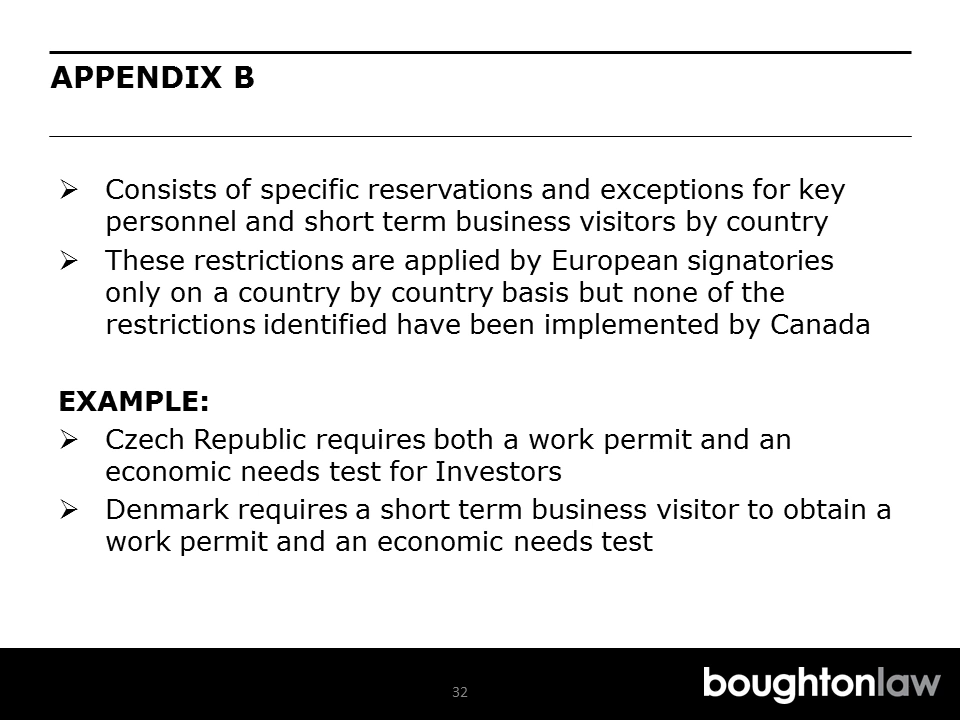 APPENDIX B
➢ Consists of specific reservations and exceptions for key
personnel and short term business visitors by country
➢ These restrictions are applied by European signatories
only on a country by country basis but none of the
restrictions identified have been implemented by Canada
EXAMPLE:
➢ Czech Republic requires both a work permit and an
economic needs test for Investors
➢ Denmark requires a short term business visitor to obtain a
work permit and an economic needs test
32
boughtonlaw